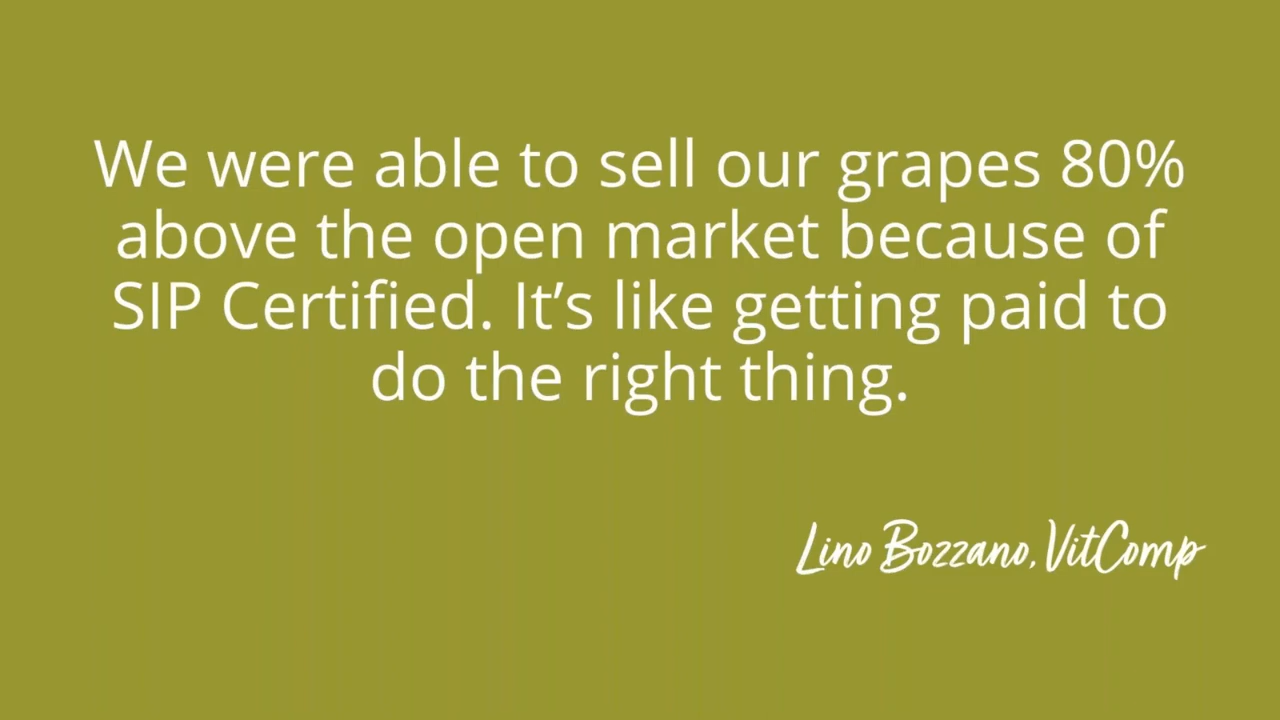 We were able to sell our grapes 80%
above the open market because of
SIP Certified. It’s like getting paid to
do the right thing.
Lino Bozzano, VitComp